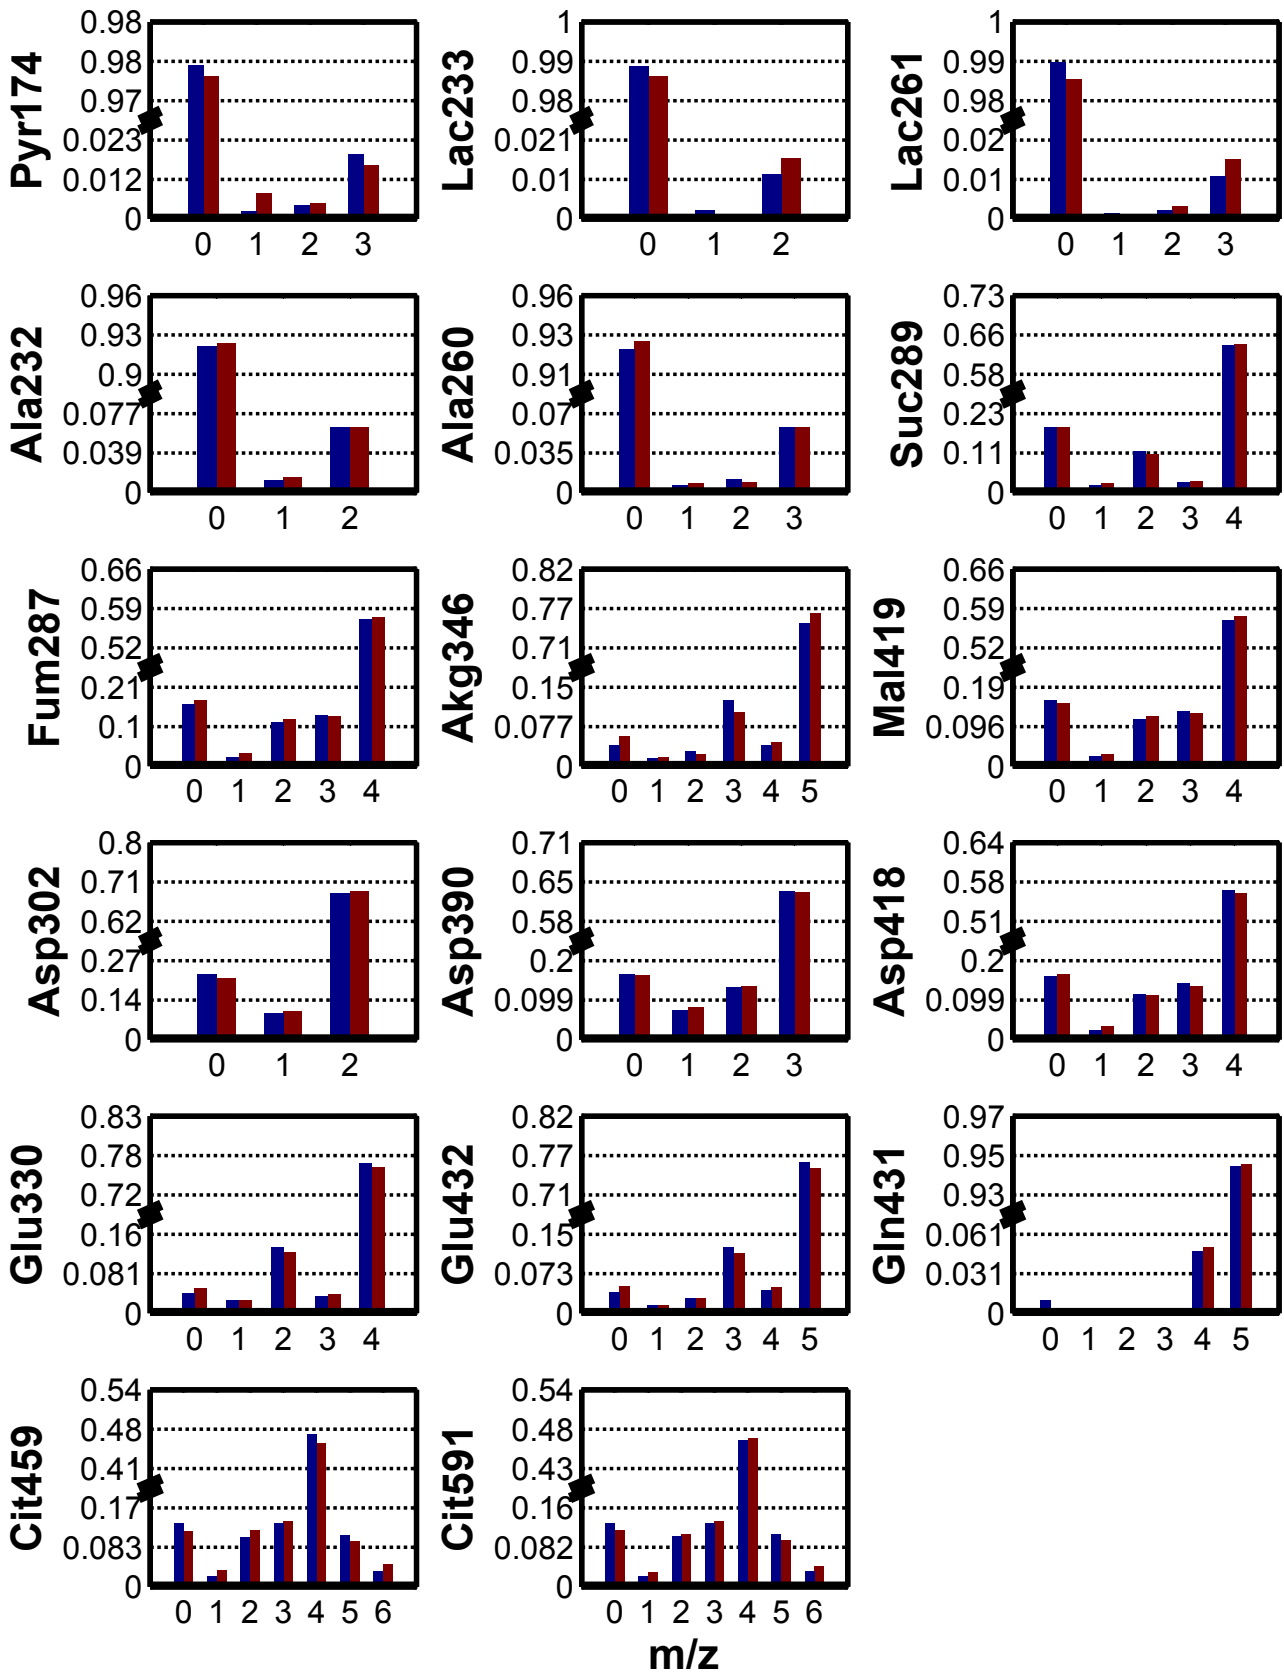 Pyr174
0.98
0.98
0.97
0.023
0.012
0
0 1 2 3
Lac233
1
0.99
0.98
0.021
0.01
0
0 1 2
Lac261
1
0.99
0.98
0.02
0.01
0
0 1 2 3
Ala232
0.96
0.93
0.9
0.077
0.039
0
0 1 2
Ala260
0.96
0.93
0.91
0.07
0.035
0
0 1 2 3
Suc289
0.73
0.66
0.58
0.23
0.11
0
0 1 2 3 4
Fum287
0.66
0.59
0.52
0.21
0.1
0
0 1 2 3 4
Akg346
0.82
0.77
0.71
0.15
0.077
0
0 1 2 3 4 5
Mal419
0.66
0.59
0.52
0.19
0.096
0
0 1 2 3 4
Asp302
0.8
0.71
0.62
0.27
0.14
0
0 1 2
Asp390
0.71
0.65
0.58
0.2
0.099
0
0 1 2 3
Asp418
0.64
0.58
0.51
0.2
0.099
0
0 1 2 3 4
Glu330
0.83
0.78
0.72
0.16
0.081
0
0 1 2 3 4
Glu432
0.82
0.77
0.71
0.15
0.073
0
0 1 2 3 4 5
Gln431
0.97
0.95
0.93
0.061
0.031
0
0 1 2 3 4 5
Cit459
0.54
0.48
0.41
0.17
0.083
0
0 1 2 3 4 5 6
Cit591
0.54
0.48
0.43
0.16
0.082
0
0 1 2 3 4 5 6
m/z